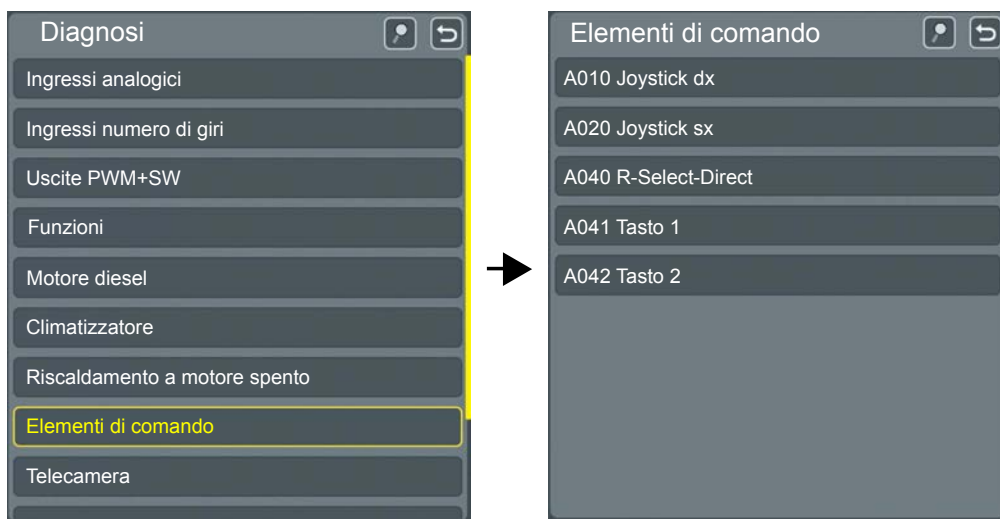 Diagnosi
Ingressi analogici
Ingressi numero di giri
Uscite PWM+SW
Funzioni
Motore diesel
Climatizzatore
Riscaldamento a motore spento
Elementi di comando
Telecamera
Elementi di comando
A010 Joystick dx
A020 Joystick sx
A040 R-Select-Direct
A041 Tasto 1
A042 Tasto 2